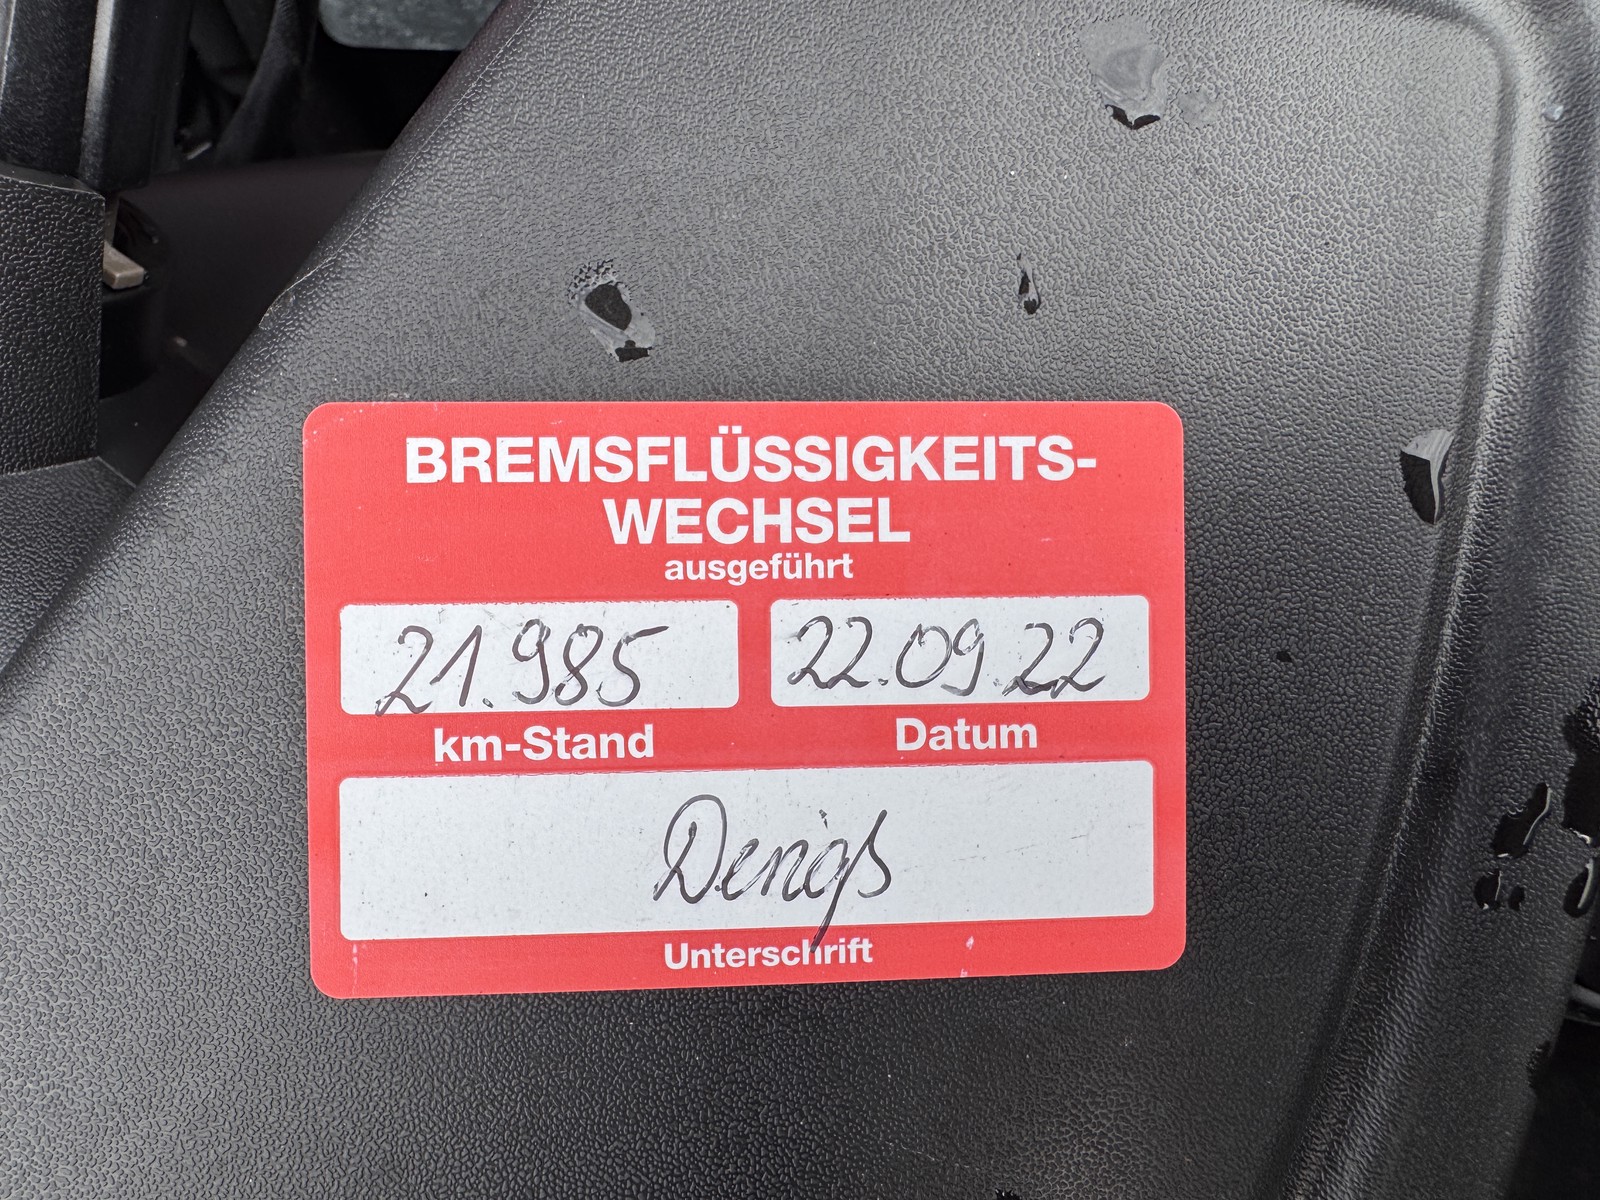 BREMSFLÜSSIGKEITS-
WECHSEL
ausgeführt
21.985 22.09.22
km-Stand Datum
Unterschrift